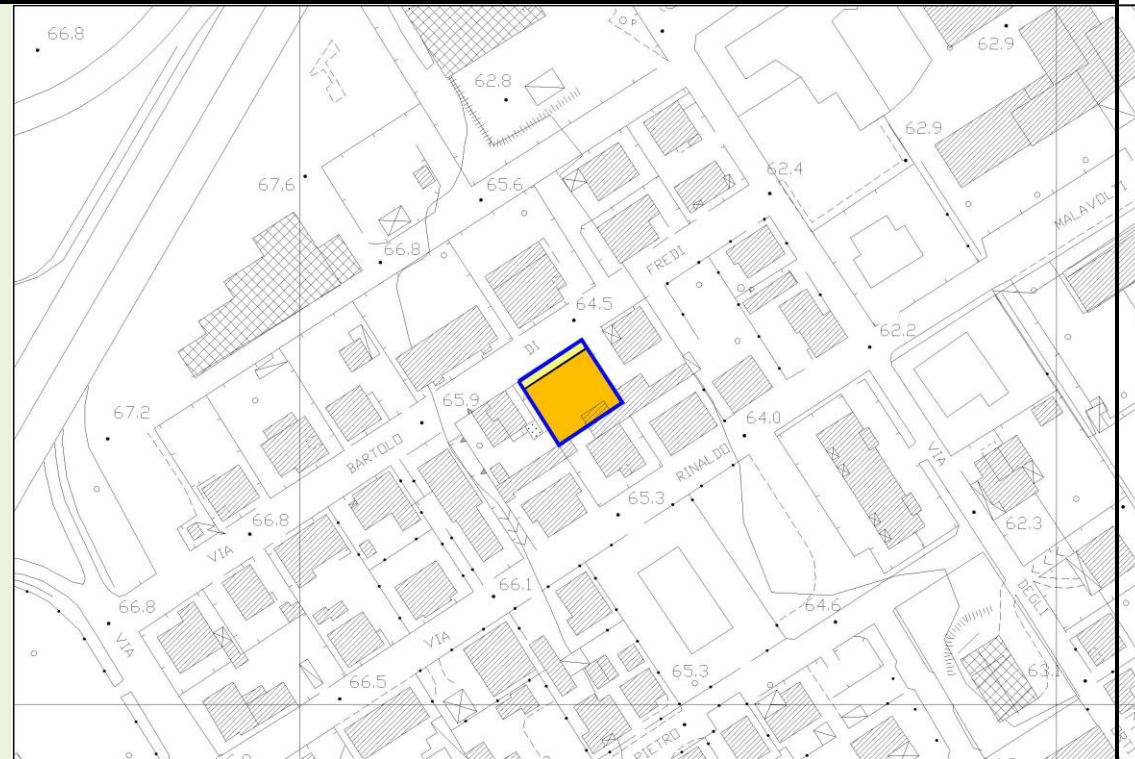 66.8
62.8
62.9
62.9
67.6
65.6
62.4
MALAVOLTI
66.8
FREDI
64.5
DI
62.2
67.2
65.9
BARTOLO
64.0
RINALDO
VIA
65.3
66.8
VIA
62.3
66.1
DEGLI
66.8
64.6
VIA
VIA
65.3
63.1
66.5
PIETRO